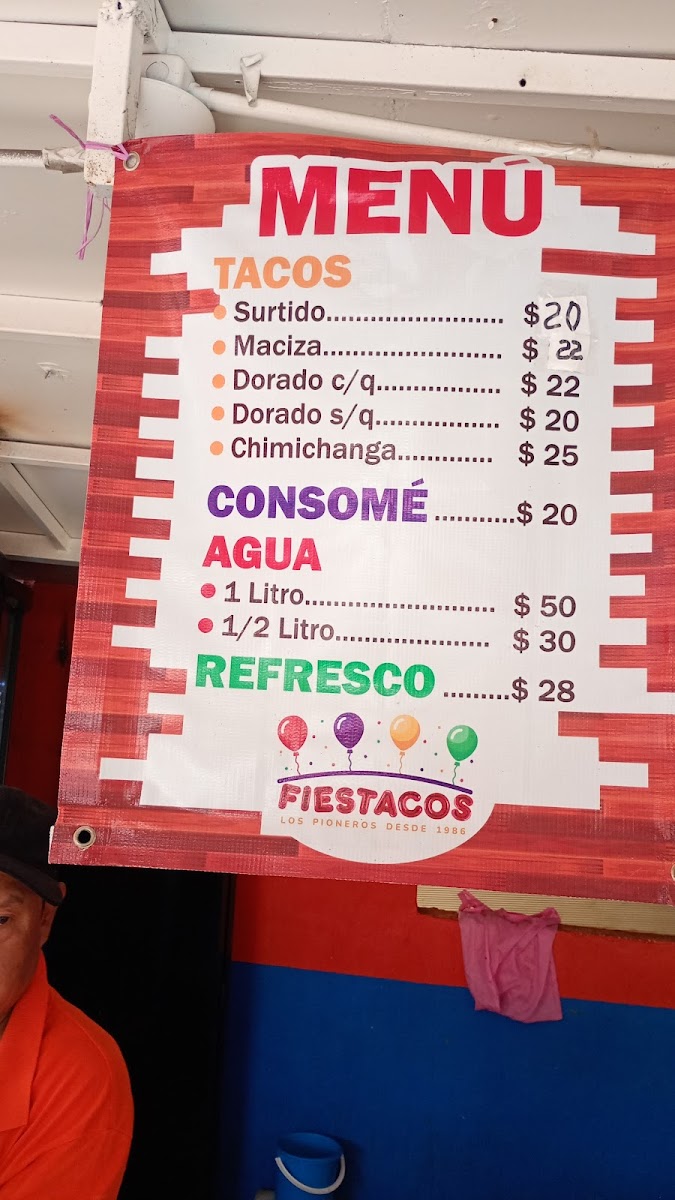 MENÚ
TACOS
Surtido........................ $20
Maciza............................ $ 22
Dorado c/q.................. $ 22
Dorado s/q.................. $ 20
Chimichanga............. $ 25
CONSOMÉ ...........$ 20
AGUA
1 Litro............................ $ 50
1/2 Litro...................... $ 30
REFRESCO .........$ 28
FIESTACOS
LOS PIONEROS DESDE 1986